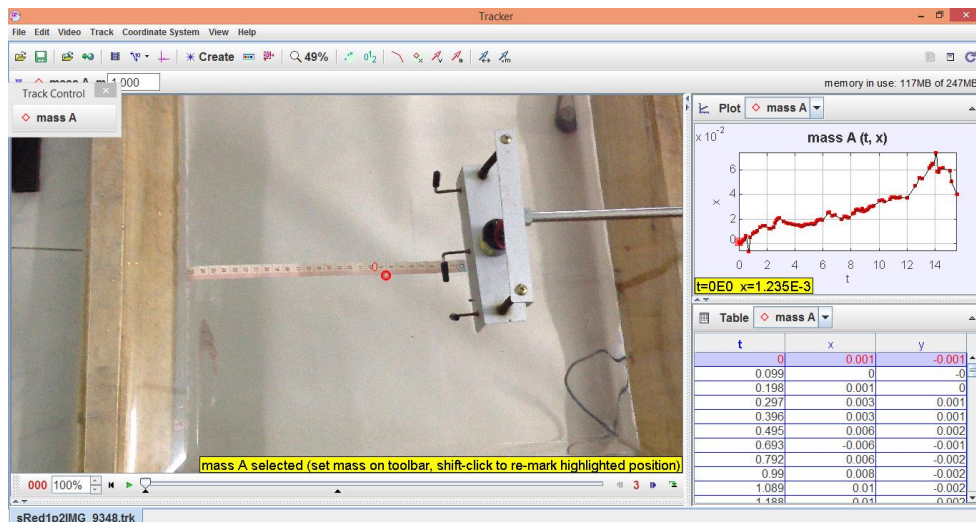 Tracker
File Edit Video Track Coordinate System View Help
Create 49%
mass A m 1.000
memory in use: 117MB of 247MB
Track Control
mass A
Plot mass A
x 10-2
mass A (t, x)
6
4
2
0
x
0 2 4 6 8 10 12 14
t
t=0E0 x=1.235E-3
Table mass A
t x y
0 0.001 -0.001
0.099 0 -0
0.198 0.001 0
0.297 0.003 0.001
0.396 0.003 0.001
0.495 0.006 0.002
0.693 -0.006 -0.001
0.792 0.006 -0.002
0.99 0.008 -0.002
1.089 0.01 -0.002
1.188 0.01 0.002
mass A selected (set mass on toolbar, shift-click to re-mark highlighted position)
000 100% 3
sRed1p2IMG_9348.trk